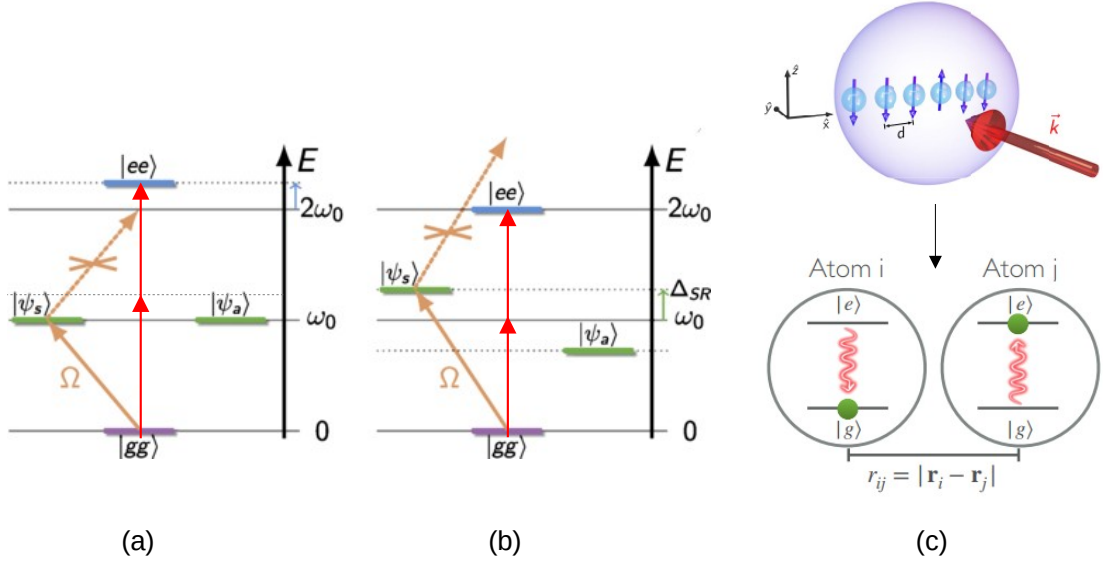 |ee⟩
E
2ω₀
|ψₛ⟩
|ψₐ⟩
ω₀
Ω
|gg⟩
0
(a)
E
|ee⟩
2ω₀
|ψₛ⟩
Δ_SR
ω₀
|ψₐ⟩
Ω
|gg⟩
0
(b)
ẑ
ŷ
x̂
d
k⃗
Atom i
Atom j
|e⟩
|e⟩
|g⟩
|g⟩
rᵢⱼ = |𝐫ᵢ − 𝐫ⱼ|
(c)